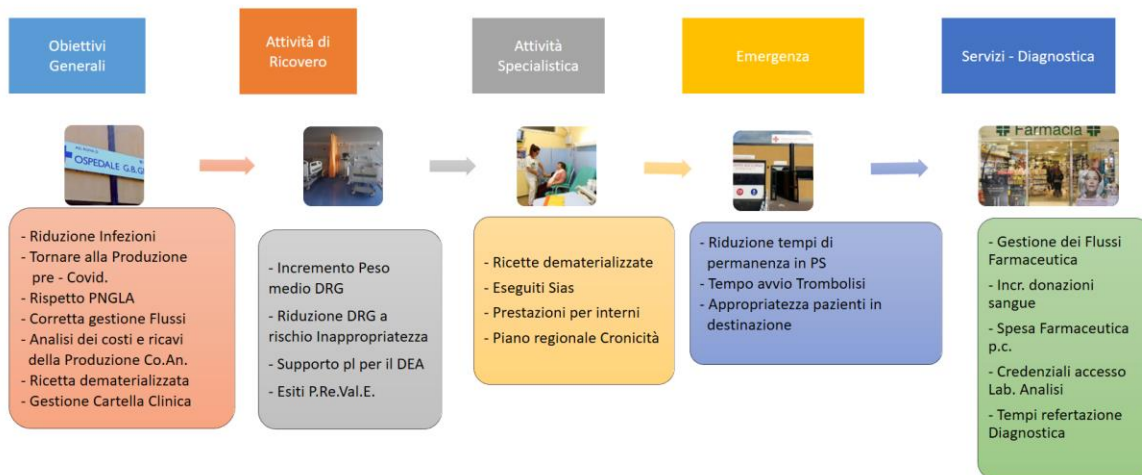 Obiettivi
Generali
Attività di
Ricovero
Attività
Specialistica
Emergenza
Servizi - Diagnostica
OSPEDALE G.B.G
Farmacia
- Riduzione Infezioni
- Tornare alla Produzione
pre - Covid.
- Rispetto PNGLA
- Corretta gestione Flussi
- Analisi dei costi e ricavi
della Produzione Co.An.
- Ricetta dematerializzata
- Gestione Cartella Clinica
- Incremento Peso
medio DRG
- Riduzione DRG a
rischio Inappropriatezza
- Supporto pl per il DEA
- Esiti P.Re.Val.E.
- Ricette dematerializzate
- Eseguiti Sias
- Prestazioni per interni
- Piano regionale Cronicità
- Riduzione tempi di
permanenza in PS
- Tempo avvio Trombolisi
- Appropriatezza pazienti in
destinazione
- Gestione dei Flussi
Farmaceutica
- Incr. donazioni
sangue
- Spesa Farmaceutica
p.c.
- Credenziali accesso
Lab. Analisi
- Tempi refertazione
Diagnostica